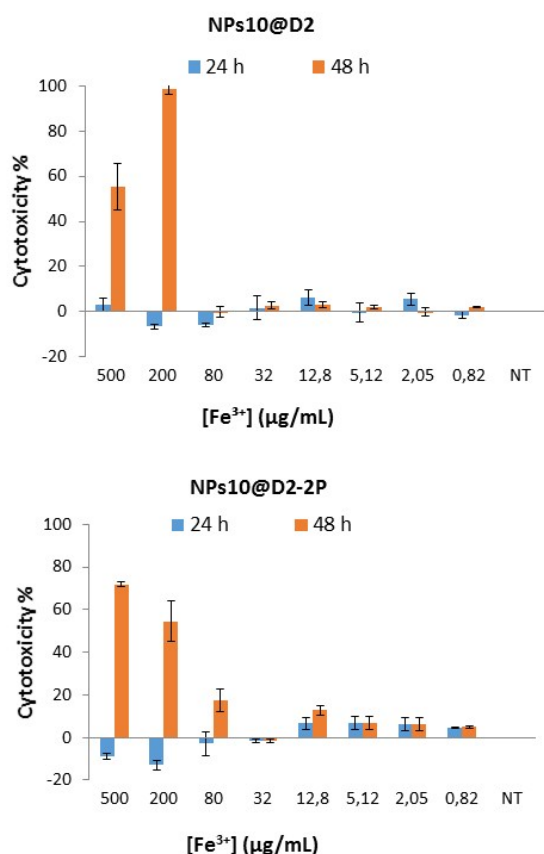 NPs10@D2
24 h 48 h
100
80
60
40
20
0
-20
Cytotoxicity %
500 200 80 32 12,8 5,12 2,05 0,82 NT
[Fe³⁺] (µg/mL)
NPs10@D2-2P
24 h 48 h
100
80
60
40
20
0
-20
Cytotoxicity %
500 200 80 32 12,8 5,12 2,05 0,82 NT
[Fe³⁺] (µg/mL)